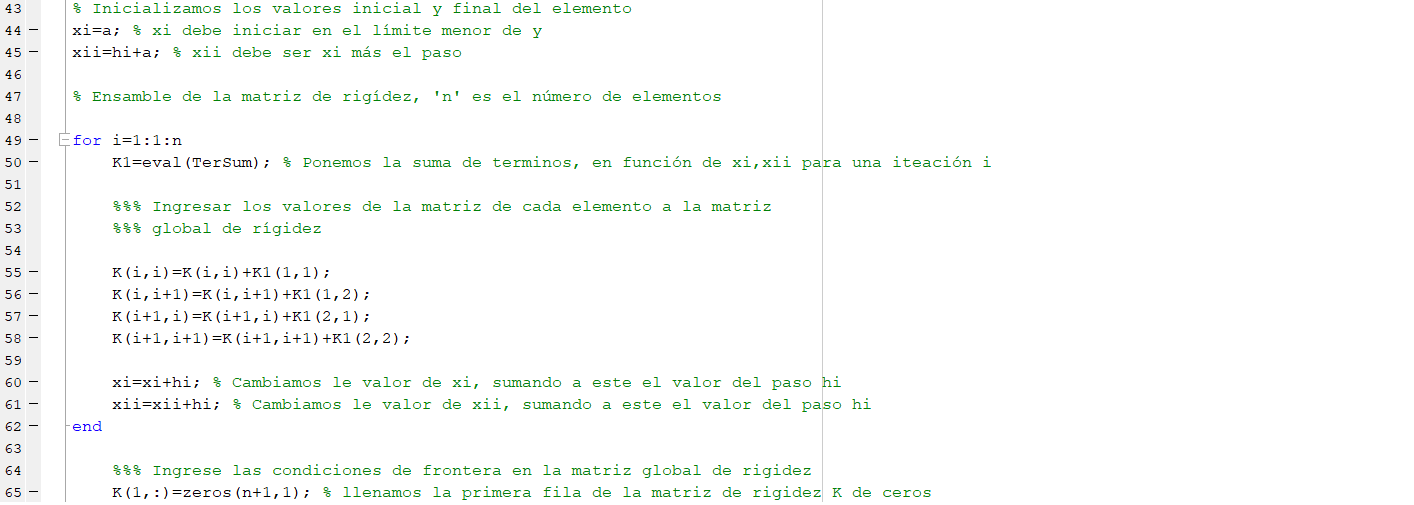 43 % Inicializamos los valores inicial y final del elemento
44 – xi=a; % xi debe iniciar en el límite menor de y
45 – xii=hi+a; % xii debe ser xi más el paso
46
47 % Ensamble de la matriz de rigídez, 'n' es el número de elementos
48
49 – for i=1:1:n
50 – K1=eval(TerSum); % Ponemos la suma de terminos, en función de xi,xii para una iteación i
51
52 %%% Ingresar los valores de la matriz de cada elemento a la matriz
53 %%% global de rígidez
54
55 – K(i,i)=K(i,i)+K1(1,1);
56 – K(i,i+1)=K(i,i+1)+K1(1,2);
57 – K(i+1,i)=K(i+1,i)+K1(2,1);
58 – K(i+1,i+1)=K(i+1,i+1)+K1(2,2);
59
60 – xi=xi+hi; % Cambiamos le valor de xi, sumando a este el valor del paso hi
61 – xii=xii+hi; % Cambiamos le valor de xii, sumando a este el valor del paso hi
62 – end
63
64 %%% Ingrese las condiciones de frontera en la matriz global de rigidez
65 – K(1,:)=zeros(n+1,1); % llenamos la primera fila de la matriz de rigidez K de ceros